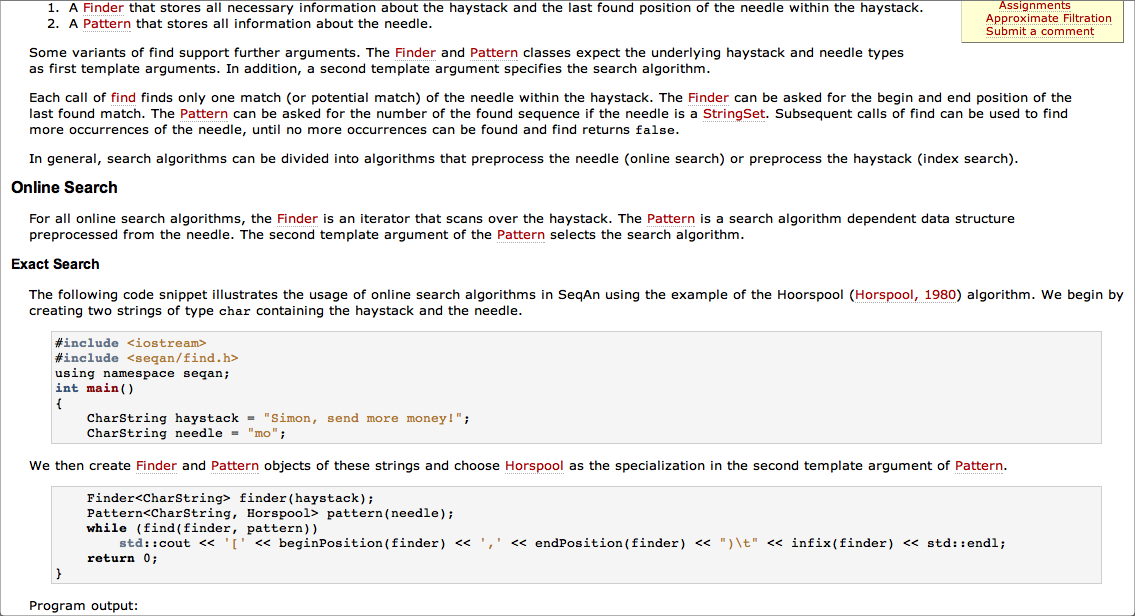 1. A Finder that stores all necessary information about the haystack and the last found position of the needle within the haystack.
2. A Pattern that stores all information about the needle.
Assignments
Approximate Filtration
Submit a comment
Some variants of find support further arguments. The Finder and Pattern classes expect the underlying haystack and needle types
as first template arguments. In addition, a second template argument specifies the search algorithm.
Each call of find finds only one match (or potential match) of the needle within the haystack. The Finder can be asked for the begin and end position of the
last found match. The Pattern can be asked for the number of the found sequence if the needle is a StringSet. Subsequent calls of find can be used to find
more occurrences of the needle, until no more occurrences can be found and find returns false.
In general, search algorithms can be divided into algorithms that preprocess the needle (online search) or preprocess the haystack (index search).
Online Search
For all online search algorithms, the Finder is an iterator that scans over the haystack. The Pattern is a search algorithm dependent data structure
preprocessed from the needle. The second template argument of the Pattern selects the search algorithm.
Exact Search
The following code snippet illustrates the usage of online search algorithms in SeqAn using the example of the Hoorspool (Horspool, 1980) algorithm. We begin by
creating two strings of type char containing the haystack and the needle.
#include <iostream>
#include <seqan/find.h>
using namespace seqan;
int main()
{
    CharString haystack = "Simon, send more money!";
    CharString needle = "mo";
We then create Finder and Pattern objects of these strings and choose Horspool as the specialization in the second template argument of Pattern.
    Finder<CharString> finder(haystack);
    Pattern<CharString, Horspool> pattern(needle);
    while (find(finder, pattern))
        std::cout << '[' << beginPosition(finder) << ',' << endPosition(finder) << ")\t" << infix(finder) << std::endl;
    return 0;
}
Program output: